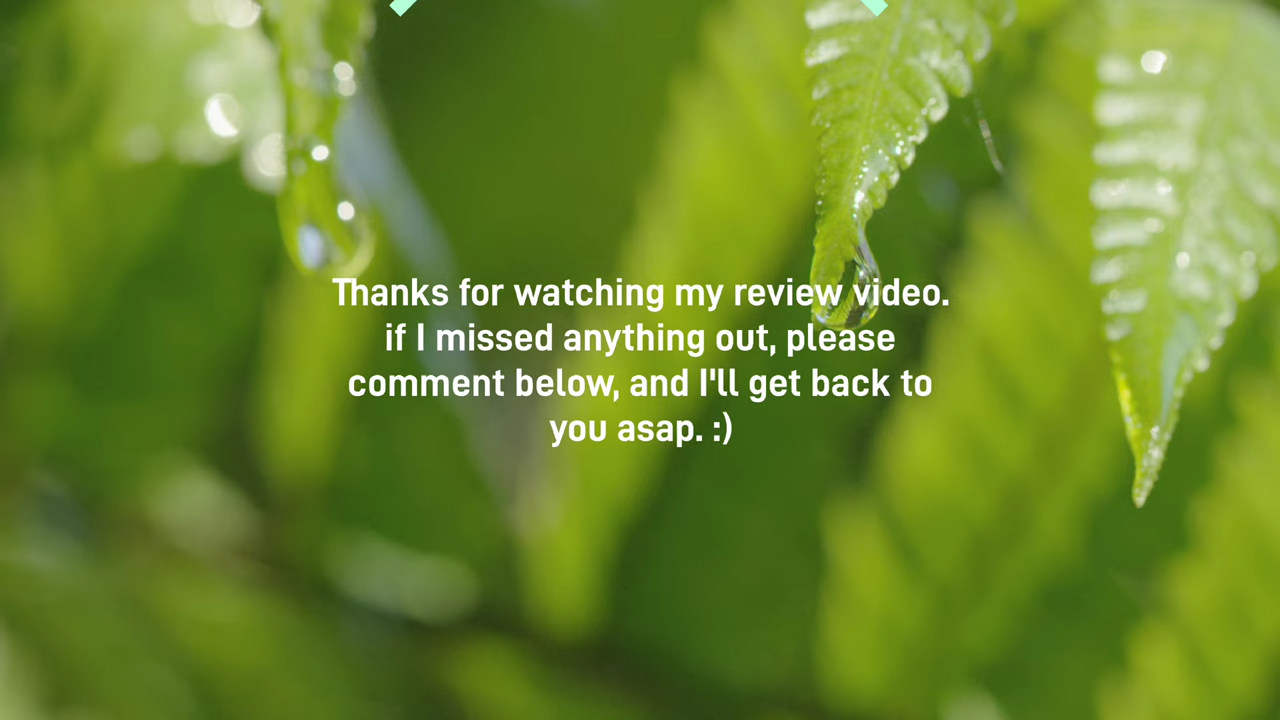 Thanks for watching my review video.
if I missed anything out, please
comment below, and I'll get back to
you asap. :)